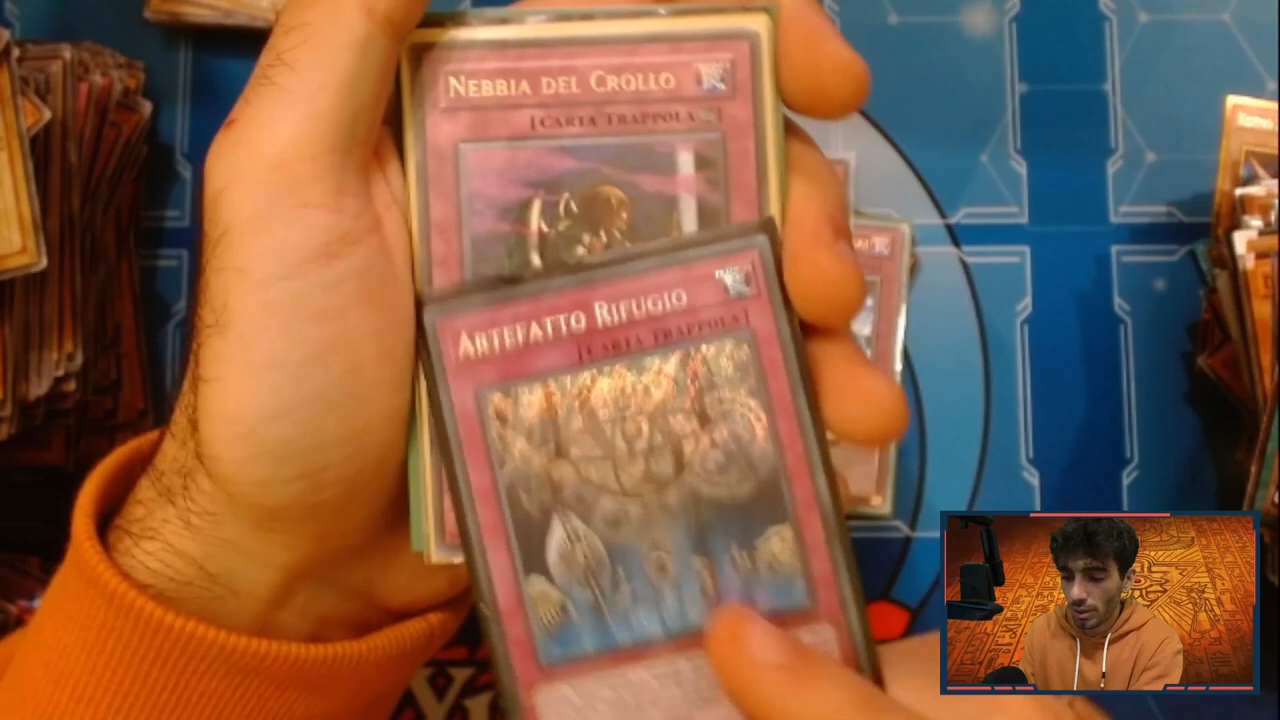 NEBBIA DEL CROLLO
[CARTA TRAPPOLA]
ARTEFATTO RIFUGIO
[CARTA TRAPPOLA]